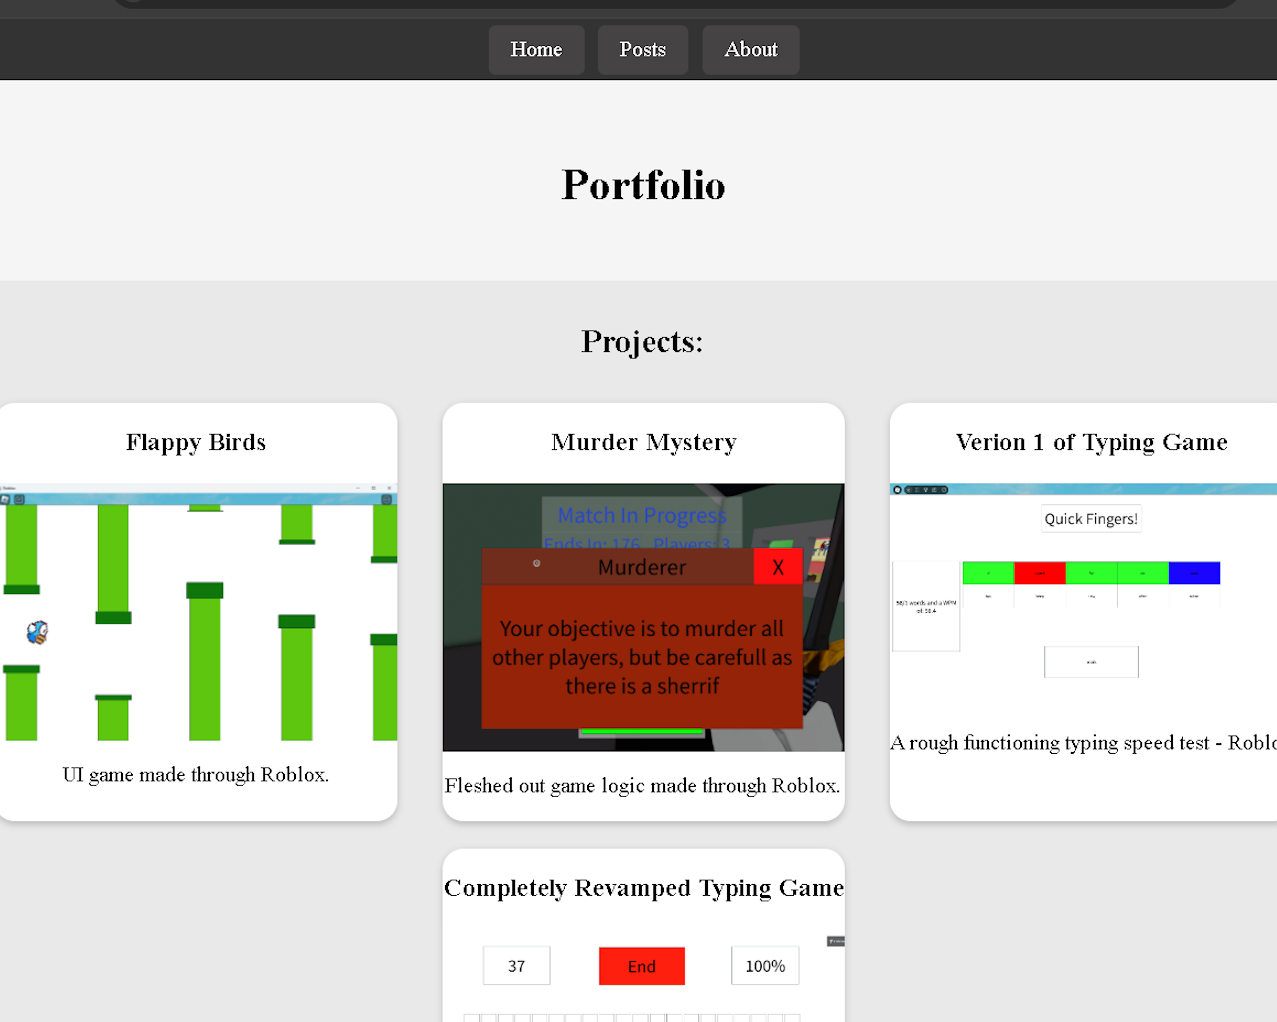 Home
Posts
About
Portfolio
Projects:
Flappy Birds
UI game made through Roblox.
Murder Mystery
Match In Progress
Ends In: 176 Players: 3
Murderer
X
Your objective is to murder all
other players, but be carefull as
there is a sherrif
Fleshed out game logic made through Roblox.
Verion 1 of Typing Game
Quick Fingers!
words and a WPM
A rough functioning typing speed test -
Completely Revamped Typing Game
37
End
100%